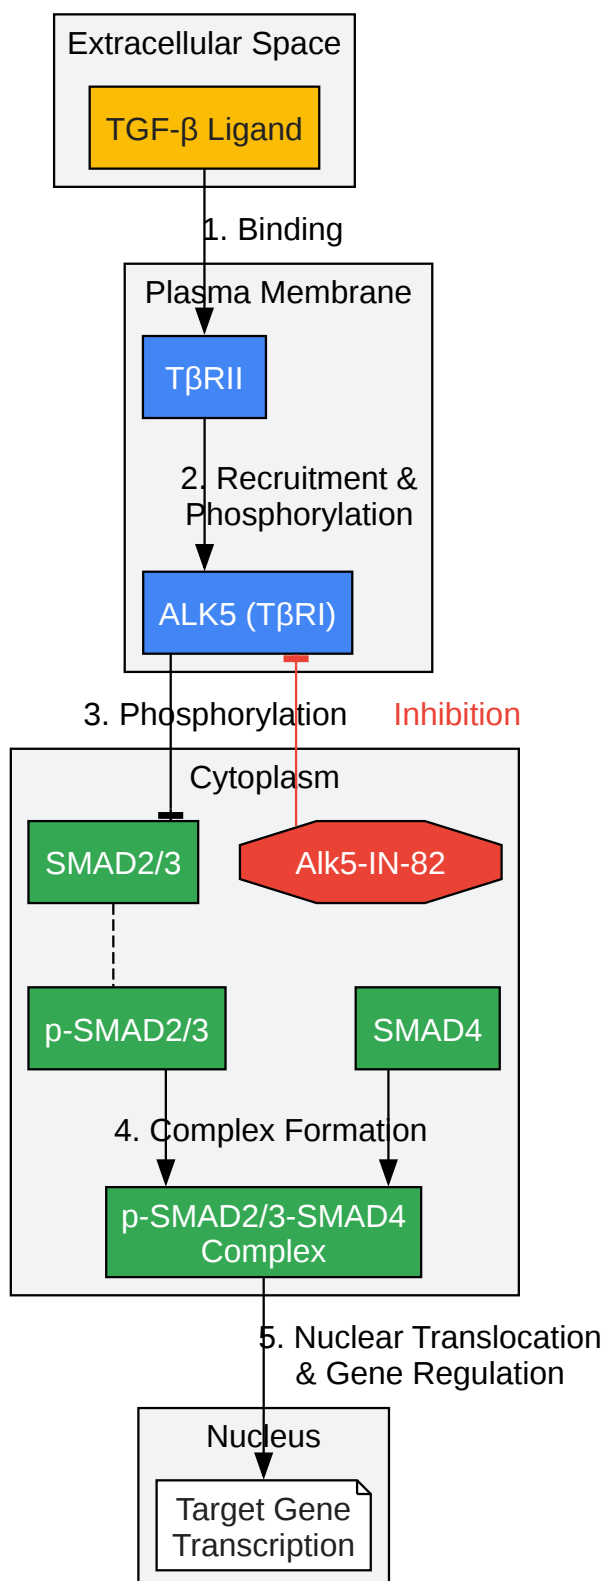 Extracellular Space
TGF-β Ligand
1. Binding
Plasma Membrane
TβRII
2. Recruitment &
Phosphorylation
ALK5 (TβRI)
3. Phosphorylation
Inhibition
Cytoplasm
SMAD2/3
Alk5-IN-82
p-SMAD2/3
SMAD4
4. Complex Formation
p-SMAD2/3-SMAD4
Complex
5. Nuclear Translocation
& Gene Regulation
Nucleus
Target Gene
Transcription